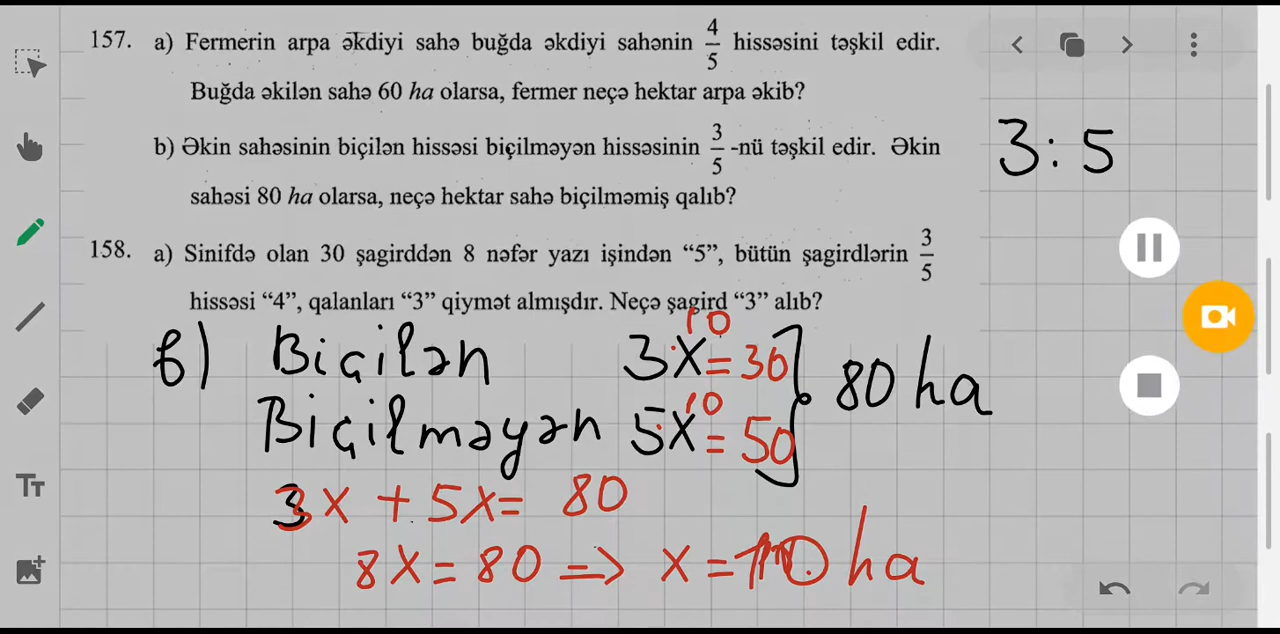 157. a) Fermerin arpa əkdiyi sahə buğda əkdiyi sahənin 4/5 hissəsini təşkil edir.
Buğda əkilən sahə 60 ha olarsa, fermer neçə hektar arpa əkib?
b) Əkin sahəsinin biçilən hissəsi biçilməyən hissəsinin 3/5 -nü təşkil edir. Əkin
sahəsi 80 ha olarsa, neçə hektar sahə biçilməmiş qalıb?
158. a) Sinifdə olan 30 şagirddən 8 nəfər yazı işindən “5”, bütün şagirdlərin 3/5
hissəsi “4”, qalanları “3” qiymət almışdır. Neçə şagird “3” alıb?
3 : 5
b) Biçilən 3x = 30
10
Biçilməyən 5x = 50
10
80 ha
3x + 5x = 80
8x = 80 => x = 10 ha
Tт